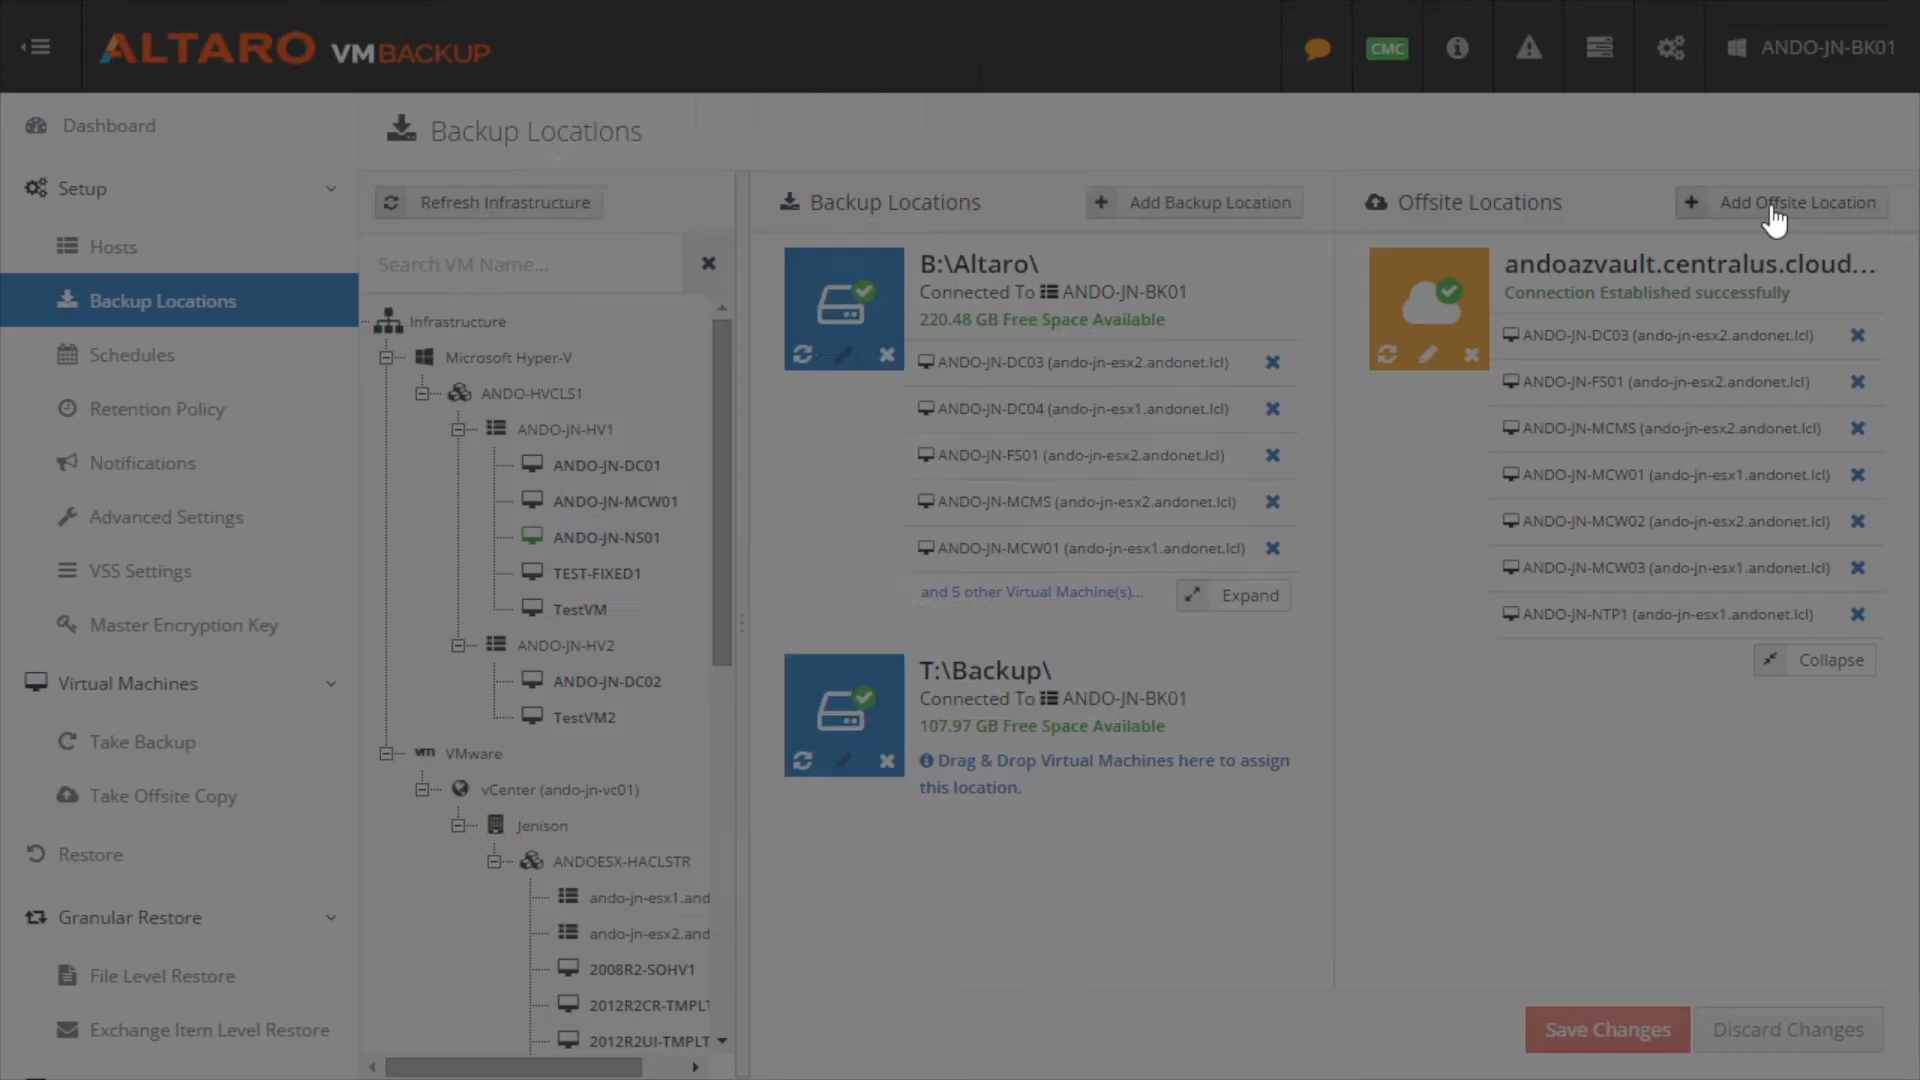 ALTARO VMBACKUP
CMC
ANDO-JN-BK01
Dashboard
Setup
Hosts
Backup Locations
Schedules
Retention Policy
Notifications
Advanced Settings
VSS Settings
Master Encryption Key
Virtual Machines
Take Backup
Take Offsite Copy
Restore
Granular Restore
File Level Restore
Exchange Item Level Restore
Backup Locations
Refresh Infrastructure
Search VM Name...
Infrastructure
Microsoft Hyper-V
ANDO-HVCLS1
ANDO-JN-HV1
ANDO-JN-DC01
ANDO-JN-MCW01
ANDO-JN-NS01
TEST-FIXED1
TestVM
ANDO-JN-HV2
ANDO-JN-DC02
TestVM2
vm VMware
vCenter (ando-jn-vc01)
Jenison
ANDOESX-HACLSTR
ando-jn-esx1.and
ando-jn-esx2.and
2008R2-SOHV1
2012R2CR-TMPLT
2012R2UI-TMPLT
Backup Locations
Add Backup Location
B:\Altaro\
Connected To ANDO-JN-BK01
220.48 GB Free Space Available
ANDO-JN-DC03 (ando-jn-esx2.andonet.lcl)
ANDO-JN-DC04 (ando-jn-esx1.andonet.lcl)
ANDO-JN-FS01 (ando-jn-esx2.andonet.lcl)
ANDO-JN-MCMS (ando-jn-esx2.andonet.lcl)
ANDO-JN-MCW01 (ando-jn-esx1.andonet.lcl)
and 5 other Virtual Machine(s)...
Expand
T:\Backup\
Connected To ANDO-JN-BK01
107.97 GB Free Space Available
Drag & Drop Virtual Machines here to assign
this location.
Offsite Locations
Add Offsite Location
andoazvault.centralus.cloud...
Connection Established successfully
ANDO-JN-DC03 (ando-jn-esx2.andonet.lcl)
ANDO-JN-FS01 (ando-jn-esx2.andonet.lcl)
ANDO-JN-MCMS (ando-jn-esx2.andonet.lcl)
ANDO-JN-MCW01 (ando-jn-esx1.andonet.lcl)
ANDO-JN-MCW02 (ando-jn-esx2.andonet.lcl)
ANDO-JN-MCW03 (ando-jn-esx1.andonet.lcl)
ANDO-JN-NTP1 (ando-jn-esx1.andonet.lcl)
Collapse
Save Changes
Discard Changes